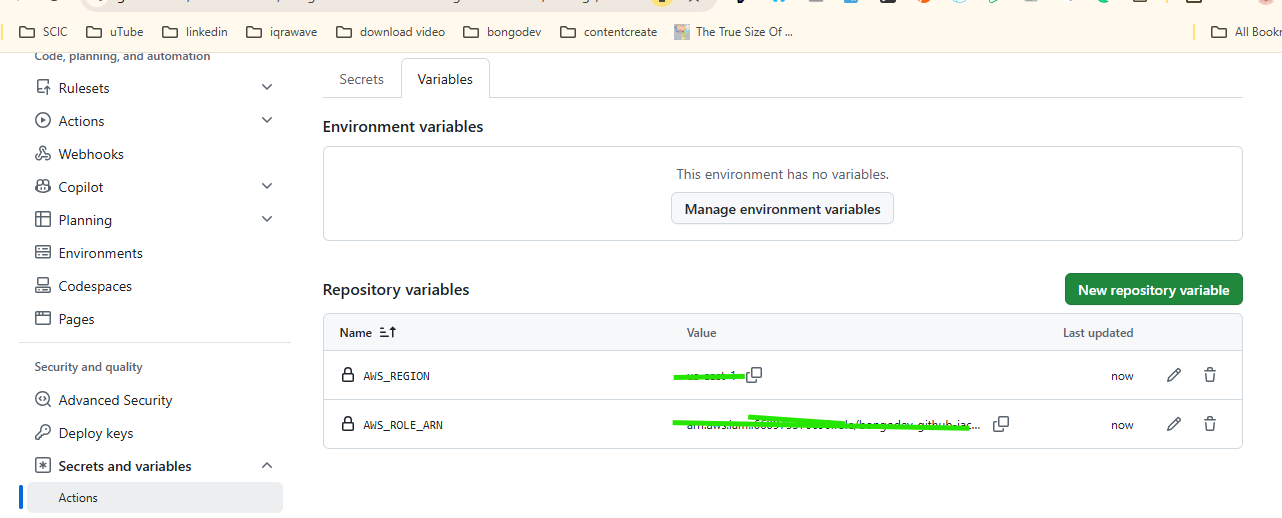 SCIC uTube linkedin iqrawave download video bongodev contentcreate The True Size Of ... All Bookr
Code, planning, and automation
Rulesets
Actions
Webhooks
Copilot
Planning
Environments
Codespaces
Pages
Security and quality
Advanced Security
Deploy keys
Secrets and variables
Actions
Secrets Variables
Environment variables
This environment has no variables.
Manage environment variables
Repository variables New repository variable
Name Value Last updated
AWS_REGION now
AWS_ROLE_ARN now